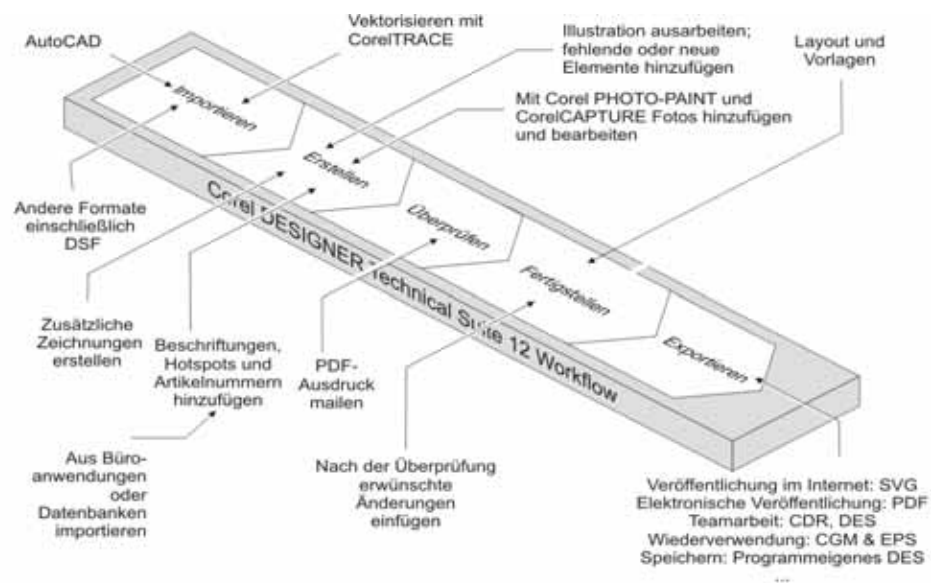 AutoCAD
Vektorisieren mit
CorelTRACE
Illustration ausarbeiten;
fehlende oder neue
Elemente hinzufügen
Layout und
Vorlagen
Mit Corel PHOTO-PAINT und
CorelCAPTURE Fotos hinzufügen
und bearbeiten
Importieren
Erstellen
Überprüfen
Fertigstellen
Exportieren
Corel DESIGNER Technical Suite 12 Workflow
Andere Formate
einschließlich
DSF
Zusätzliche
Zeichnungen
erstellen
Beschriftungen,
Hotspots und
Artikelnummern
hinzufügen
PDF-
Ausdruck
mailen
Aus Büro-
anwendungen
oder
Datenbanken
importieren
Nach der Überprüfung
erwünschte
Änderungen
einfügen
Veröffentlichung im Internet: SVG
Elektronische Veröffentlichung: PDF
Teamarbeit: CDR, DES
Wiederverwendung: CGM & EPS
Speichern: Programmeigenes DES